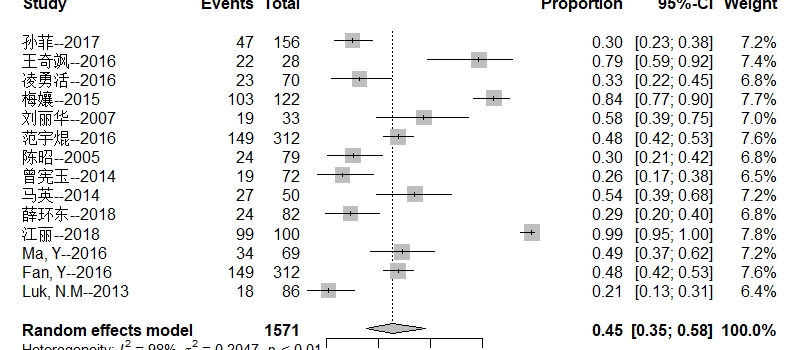 Study Events Total Proportion 95%-CI Weight
孙菲--2017 47 156 0.30 [0.23; 0.38] 7.2%
王奇飒--2016 22 28 0.79 [0.59; 0.92] 7.4%
凌勇活--2016 23 70 0.33 [0.22; 0.45] 6.8%
梅孃--2015 103 122 0.84 [0.77; 0.90] 7.7%
刘丽华--2007 19 33 0.58 [0.39; 0.75] 7.0%
范宇焜--2016 149 312 0.48 [0.42; 0.53] 7.6%
陈昭--2005 24 79 0.30 [0.21; 0.42] 6.8%
曾宪玉--2014 19 72 0.26 [0.17; 0.38] 6.8%
马英--2014 27 50 0.54 [0.39; 0.68] 7.2%
薛环东--2018 24 82 0.29 [0.20; 0.40] 6.8%
江丽--2018 99 100 0.99 [0.95; 1.00] 7.8%
Ma, Y--2016 34 69 0.49 [0.37; 0.62] 7.2%
Fan, Y--2016 149 312 0.48 [0.42; 0.53] 7.6%
Luk, N.M--2013 18 86 0.21 [0.13; 0.31] 6.4%
Random effects model 1571 0.45 [0.35; 0.58] 100.0%
Heterogeneity: I² = 98%, τ² = 0.2047, p < 0.01